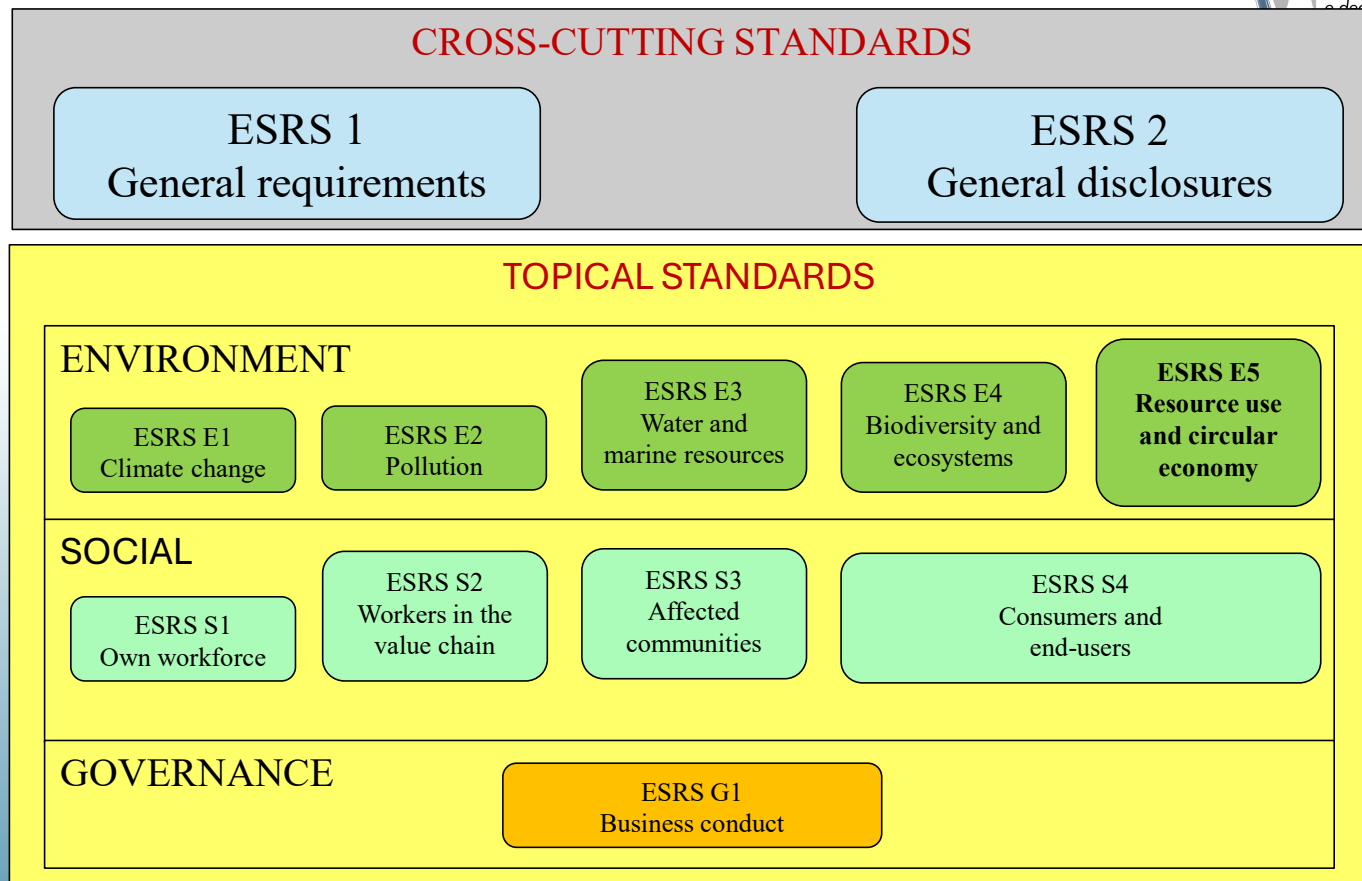 CROSS-CUTTING STANDARDS
ESRS 1
General requirements
ESRS 2
General disclosures
TOPICAL STANDARDS
ENVIRONMENT
ESRS E1
Climate change
ESRS E2
Pollution
ESRS E3
Water and
marine resources
ESRS E4
Biodiversity and
ecosystems
ESRS E5
Resource use
and circular
economy
SOCIAL
ESRS S1
Own workforce
ESRS S2
Workers in the
value chain
ESRS S3
Affected
communities
ESRS S4
Consumers and
end-users
GOVERNANCE
ESRS G1
Business conduct